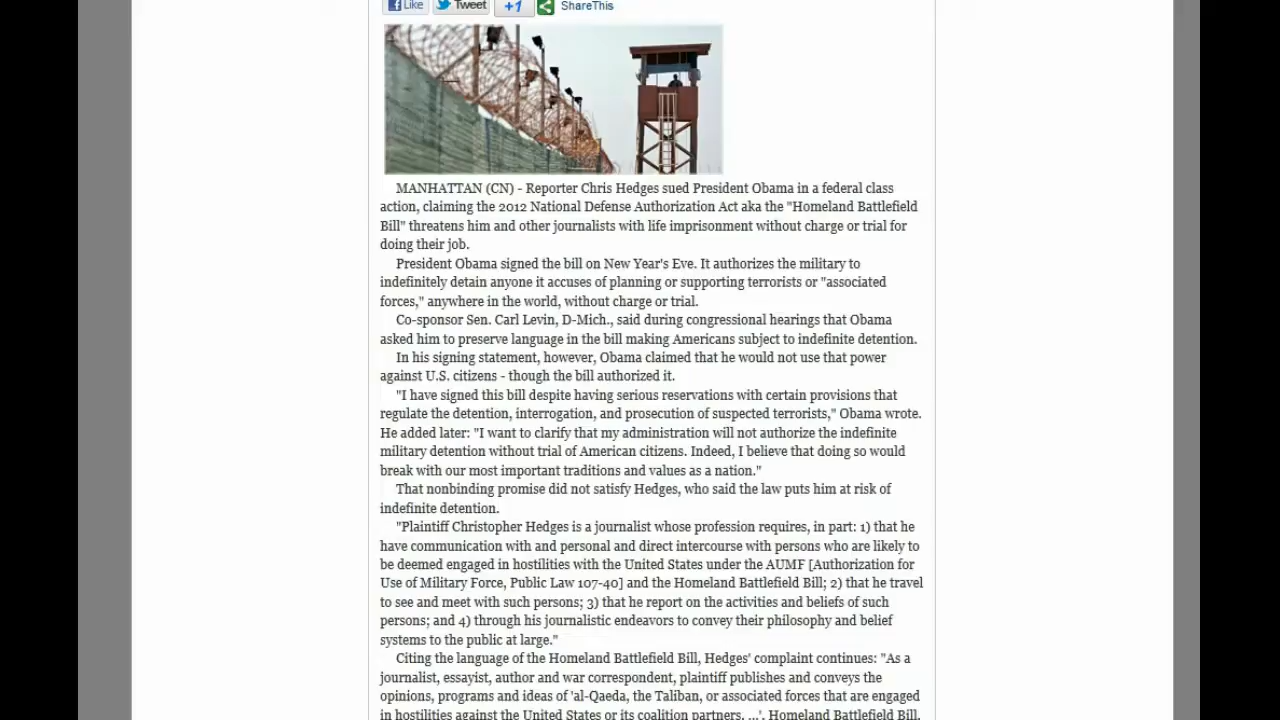 Like Tweet +1 ShareThis
MANHATTAN (CN) - Reporter Chris Hedges sued President Obama in a federal class
action, claiming the 2012 National Defense Authorization Act aka the "Homeland Battlefield
Bill" threatens him and other journalists with life imprisonment without charge or trial for
doing their job.
President Obama signed the bill on New Year's Eve. It authorizes the military to
indefinitely detain anyone it accuses of planning or supporting terrorists or "associated
forces," anywhere in the world, without charge or trial.
Co-sponsor Sen. Carl Levin, D-Mich., said during congressional hearings that Obama
asked him to preserve language in the bill making Americans subject to indefinite detention.
In his signing statement, however, Obama claimed that he would not use that power
against U.S. citizens - though the bill authorized it.
"I have signed this bill despite having serious reservations with certain provisions that
regulate the detention, interrogation, and prosecution of suspected terrorists," Obama wrote.
He added later: "I want to clarify that my administration will not authorize the indefinite
military detention without trial of American citizens. Indeed, I believe that doing so would
break with our most important traditions and values as a nation."
That nonbinding promise did not satisfy Hedges, who said the law puts him at risk of
indefinite detention.
"Plaintiff Christopher Hedges is a journalist whose profession requires, in part: 1) that he
have communication with and personal and direct intercourse with persons who are likely to
be deemed engaged in hostilities with the United States under the AUMF [Authorization for
Use of Military Force, Public Law 107-40] and the Homeland Battlefield Bill; 2) that he travel
to see and meet with such persons; 3) that he report on the activities and beliefs of such
persons; and 4) through his journalistic endeavors to convey their philosophy and belief
systems to the public at large."
Citing the language of the Homeland Battlefield Bill, Hedges' complaint continues: "As a
journalist, essayist, author and war correspondent, plaintiff publishes and conveys the
opinions, programs and ideas of 'al-Qaeda, the Taliban, or associated forces that are engaged
in hostilities against the United States or its coalition partners, ...'. Homeland Battlefield Bill,